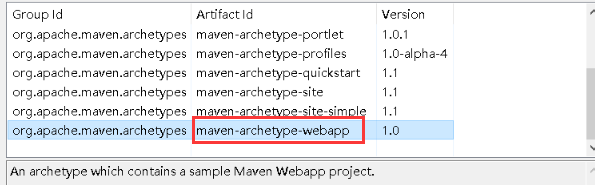 Group Id Artifact Id Version
org.apache.maven.archetypes maven-archetype-portlet 1.0.1
org.apache.maven.archetypes maven-archetype-profiles 1.0-alpha-4
org.apache.maven.archetypes maven-archetype-quickstart 1.1
org.apache.maven.archetypes maven-archetype-site 1.1
org.apache.maven.archetypes maven-archetype-site-simple 1.1
org.apache.maven.archetypes maven-archetype-webapp 1.0
An archetype which contains a sample Maven Webapp project.